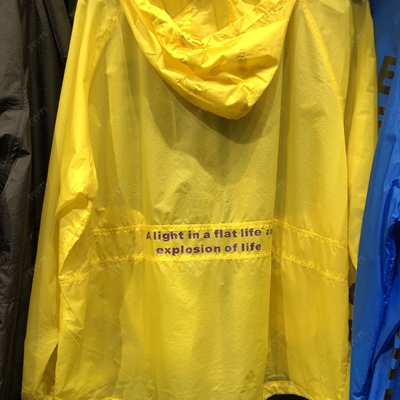 A light in a flat life a
explosion of life